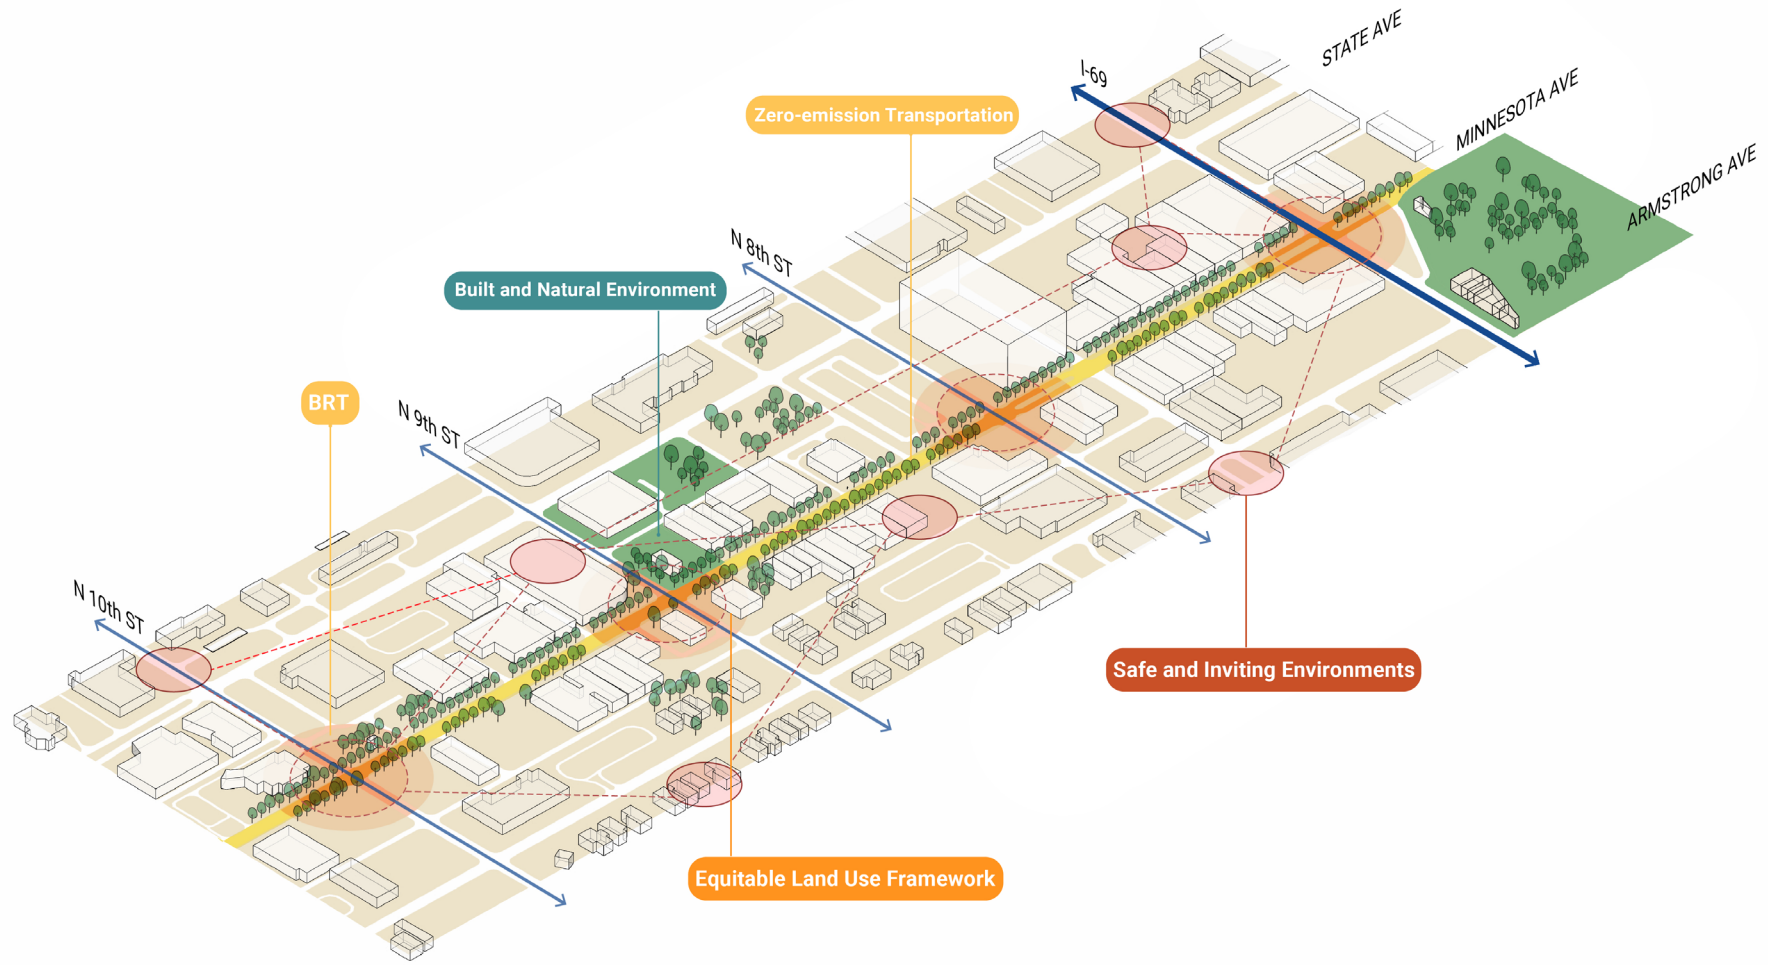 STATE AVE
I-69
MINNESOTA AVE
Zero-emission Transportation
ARMSTRONG AVE
N 8th ST
Built and Natural Environment
BRT
N 9th ST
N 10th ST
Safe and Inviting Environments
Equitable Land Use Framework